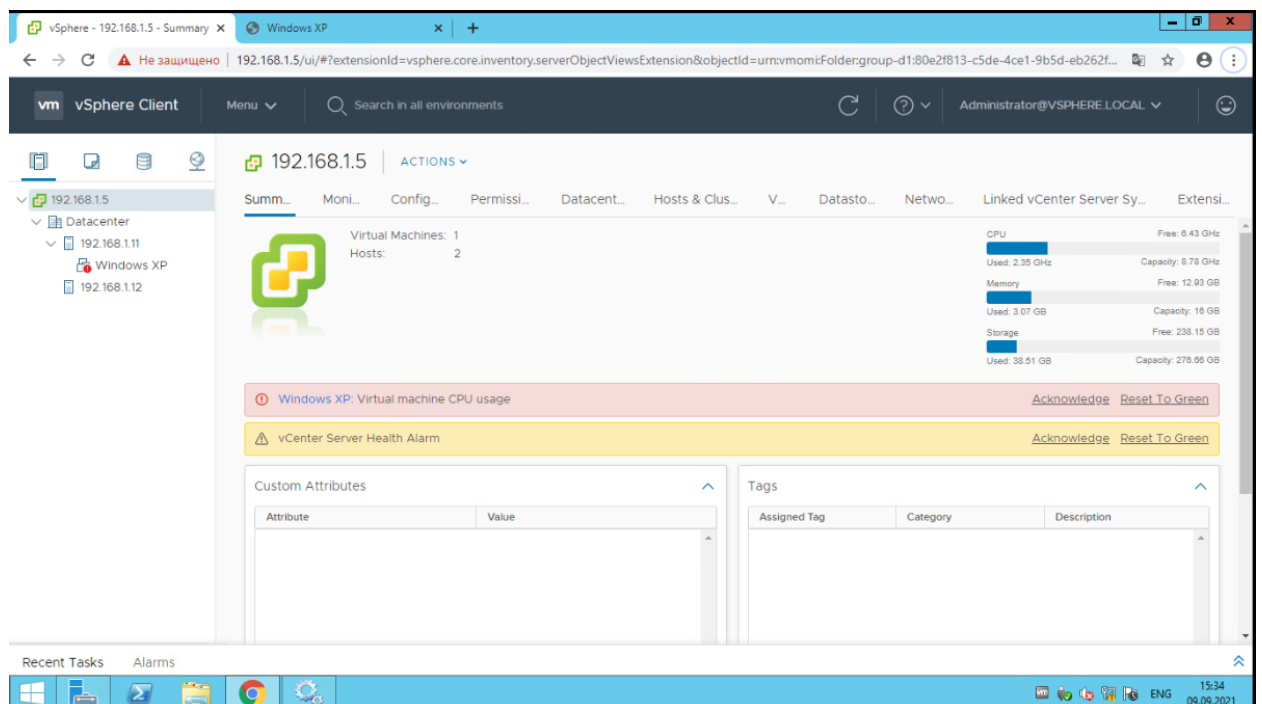 vSphere - 192.168.1.5 - Summary
Windows XP
Не защищено
192.168.1.5/ui/#?extensionId=vsphere.core.inventory.serverObjectViewsExtension&objectId=urn:vmomi:Folder:group-d1:80e2f813-c5de-4ce1-9b5d-eb262f...
vm vSphere Client Menu Search in all environments Administrator@VSPHERE.LOCAL
192.168.1.5 ACTIONS
Summ... Moni... Config... Permissi... Datacent... Hosts & Clus... V... Datasto... Netwo... Linked vCenter Server Sy... Extensi...
192.168.1.5
Datacenter
192.168.1.11
Windows XP
192.168.1.12
Virtual Machines: 1
Hosts: 2
CPU Free: 6.43 GHz
Used: 2.35 GHz Capacity: 8.78 GHz
Memory Free: 12.93 GB
Used: 3.07 GB Capacity: 16 GB
Storage Free: 238.15 GB
Used: 38.51 GB Capacity: 276.66 GB
Windows XP: Virtual machine CPU usage Acknowledge Reset To Green
vCenter Server Health Alarm Acknowledge Reset To Green
Custom Attributes
Attribute Value
Tags
Assigned Tag Category Description
Recent Tasks Alarms
ENG 15:34
09.09.2021